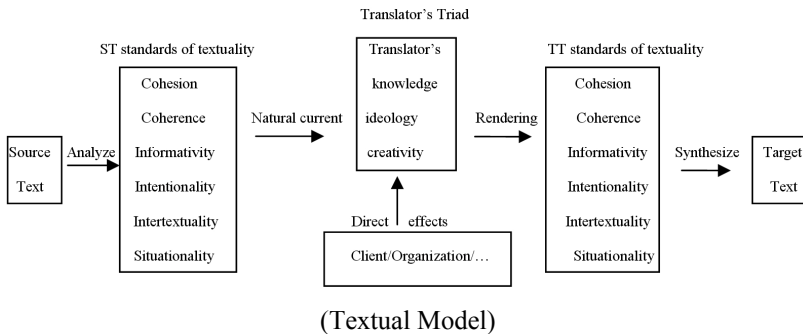 Translator's Triad
ST standards of textuality
Translator's
TT standards of textuality
Cohesion
knowledge
Cohesion
Coherence
Natural current
ideology
Rendering
Coherence
Source
Analyze
Informativity
creativity
Informativity
Synthesize
Target
Text
Intentionality
Intentionality
Text
Intertextuality
Direct effects
Intertextuality
Situationality
Client/Organization/…
Situationality
(Textual Model)